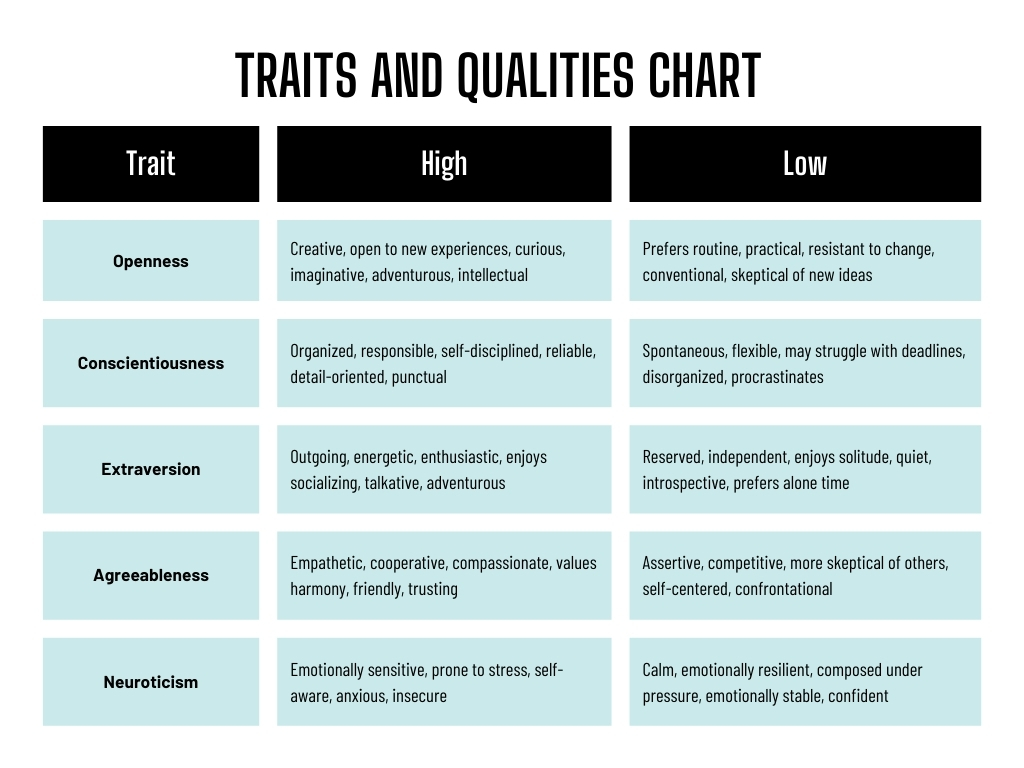 TRAITS AND QUALITIES CHART
Trait
High
Low
Openness
Creative, open to new experiences, curious,
imaginative, adventurous, intellectual
Prefers routine, practical, resistant to change,
conventional, skeptical of new ideas
Conscientiousness
Organized, responsible, self-disciplined, reliable,
detail-oriented, punctual
Spontaneous, flexible, may struggle with deadlines,
disorganized, procrastinates
Extraversion
Outgoing, energetic, enthusiastic, enjoys
socializing, talkative, adventurous
Reserved, independent, enjoys solitude, quiet,
introspective, prefers alone time
Agreeableness
Empathetic, cooperative, compassionate, values
harmony, friendly, trusting
Assertive, competitive, more skeptical of others,
self-centered, confrontational
Neuroticism
Emotionally sensitive, prone to stress, self-
aware, anxious, insecure
Calm, emotionally resilient, composed under
pressure, emotionally stable, confident